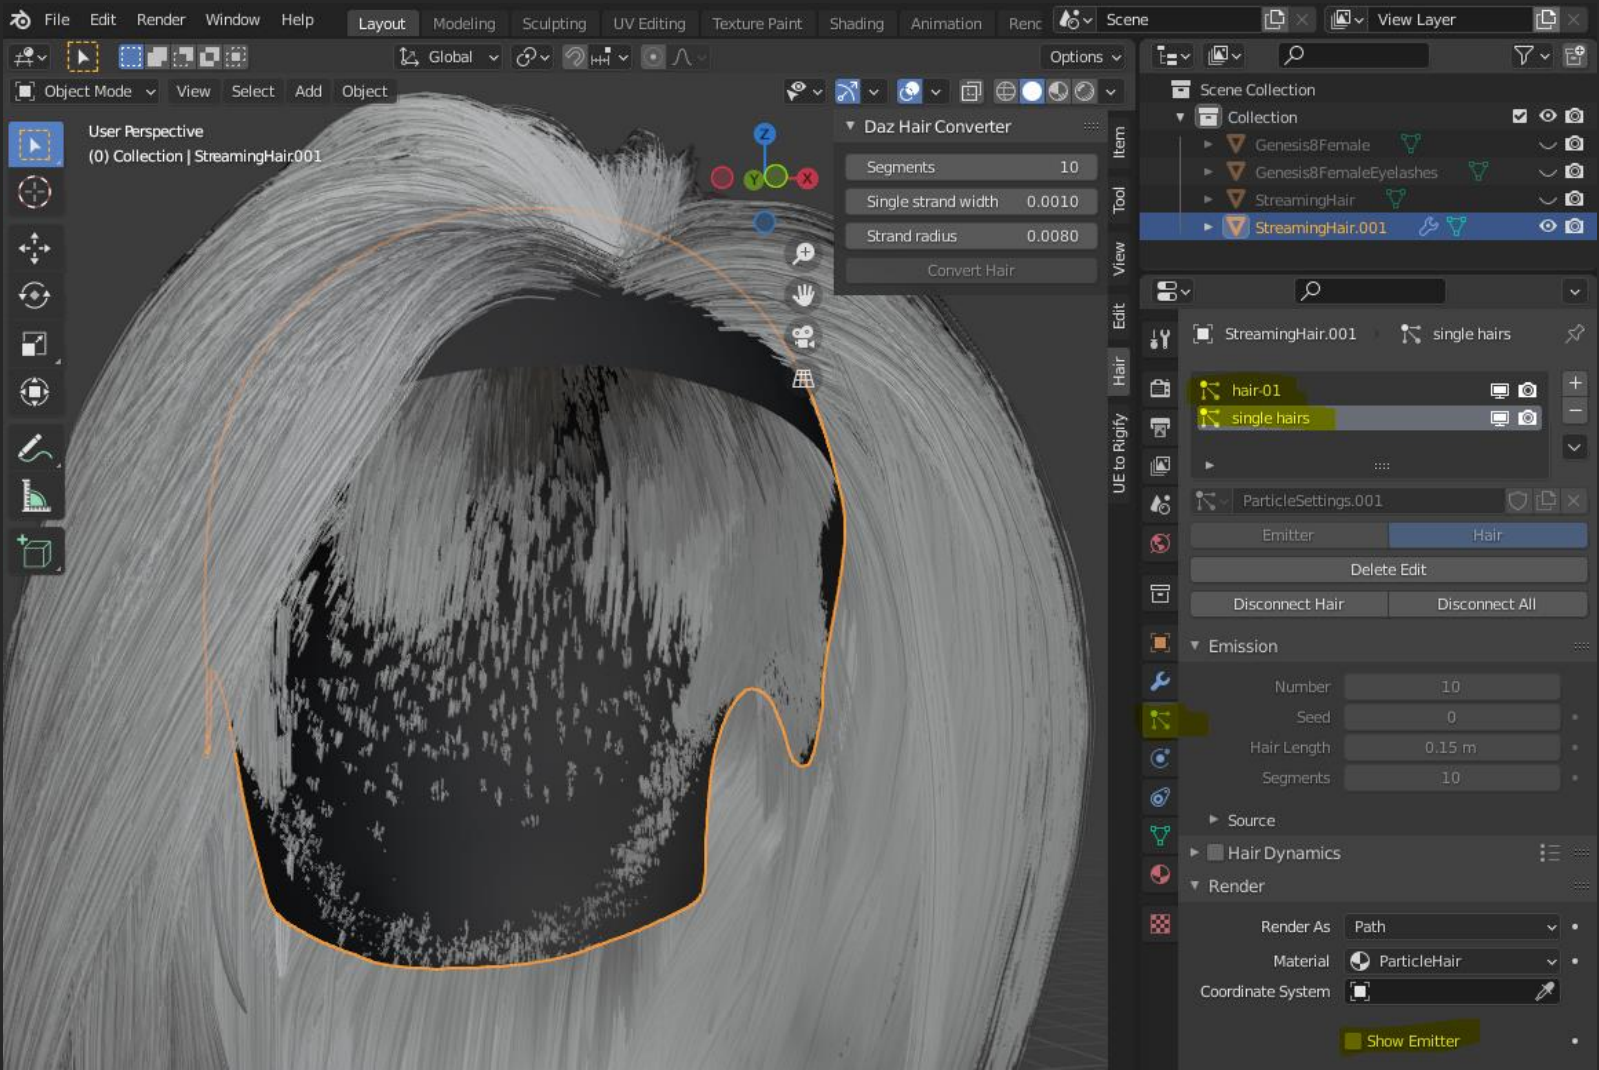 File Edit Render Window Help Layout Modeling Sculpting UV Editing Texture Paint Shading Animation Renc Scene View Layer
Global Options
Object Mode View Select Add Object
User Perspective
(0) Collection | StreamingHair.001
Z
Y
X
Daz Hair Converter
Segments 10
Single strand width 0.0010
Strand radius 0.0080
Convert Hair
Item
Tool
View
Edit
Hair
UE to Rigify
Scene Collection
Collection
Genesis8Female
Genesis8FemaleEyelashes
StreamingHair
StreamingHair.001
StreamingHair.001 single hairs
hair-01
single hairs
ParticleSettings.001
Emitter Hair
Delete Edit
Disconnect Hair Disconnect All
Emission
Number 10
Seed 0
Hair Length 0.15 m
Segments 10
Source
Hair Dynamics
Render
Render As Path
Material ParticleHair
Coordinate System
Show Emitter